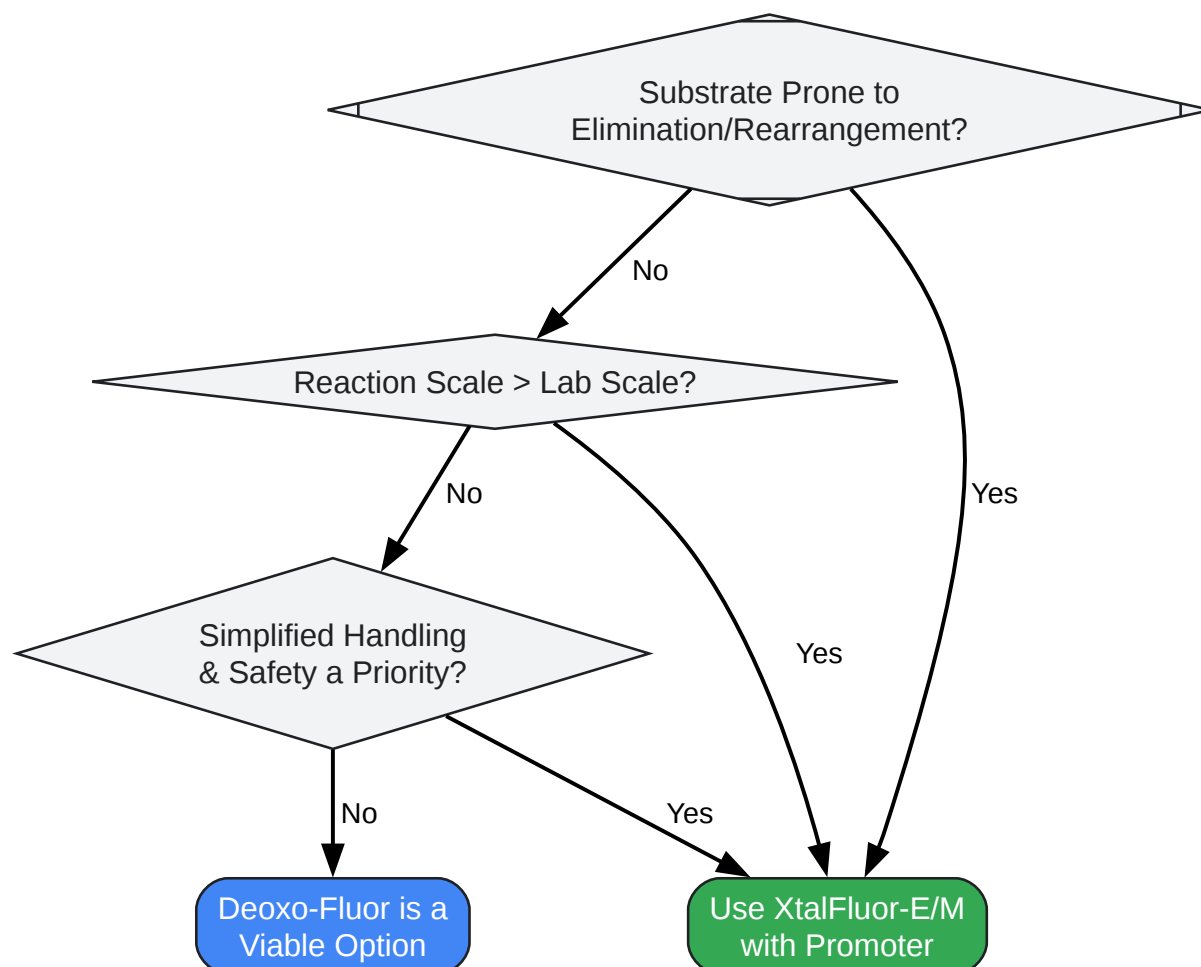 Substrate Prone to
Elimination/Rearrangement?
No
Reaction Scale > Lab Scale?
No
Yes
Simplified Handling
& Safety a Priority?
Yes
No
Yes
Deoxo-Fluor is a
Viable Option
Use XtalFluor-E/M
with Promoter